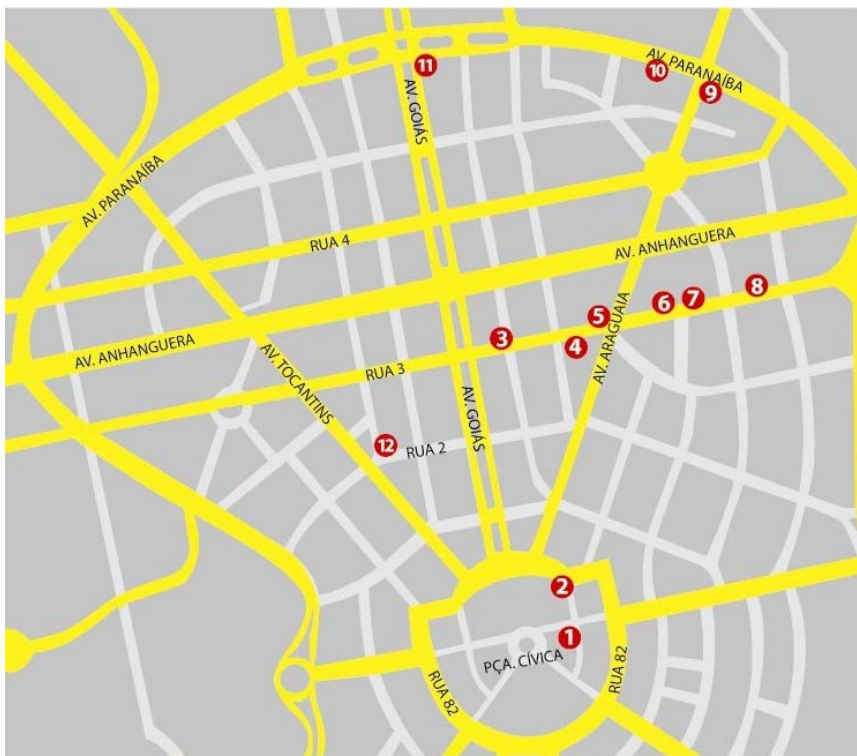 11
10
AV. PARANAÍBA
9
AV. GOIÁS
AV. PARANAÍBA
RUA 4
AV. ANHANGUERA
8
7
6
5
3
4
AV. ARAGUAIA
AV. ANHANGUERA
RUA 3
AV. TOCANTINS
AV. GOIÁS
12
RUA 2
2
1
PÇA. CÍVICA
RUA 82
RUA 82